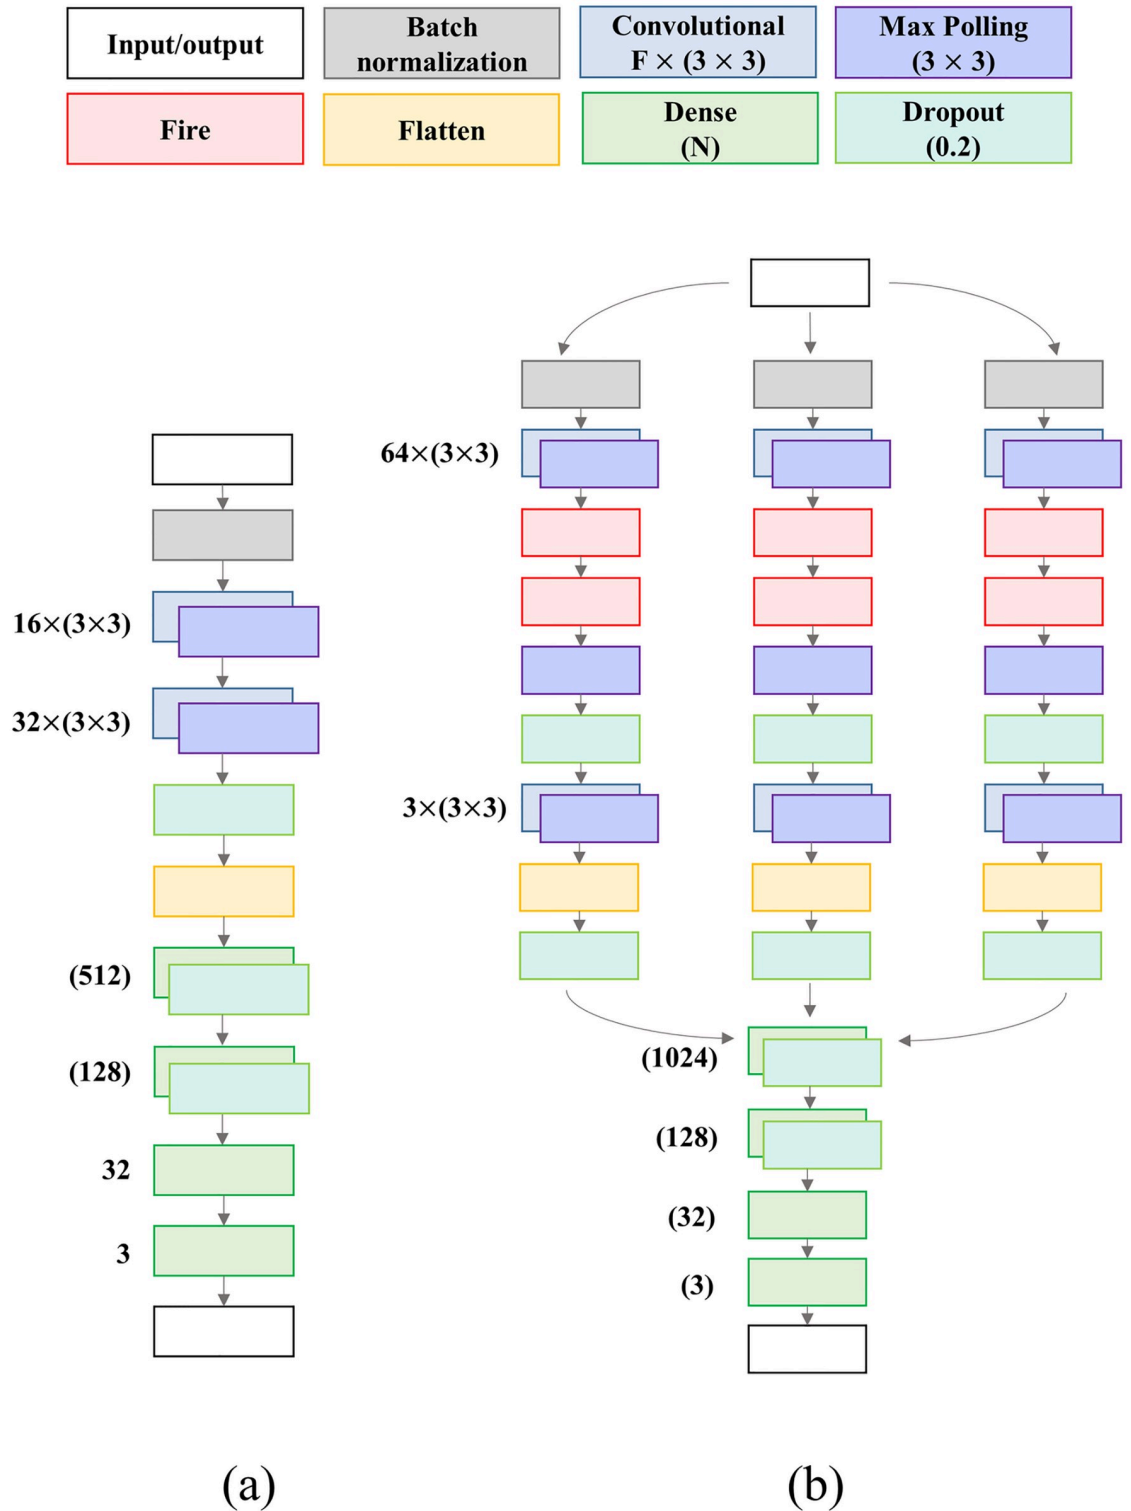 Input/output
Batch
normalization
Convolutional
F × (3 × 3)
Max Polling
(3 × 3)
Fire
Flatten
Dense
(N)
Dropout
(0.2)
16×(3×3)
32×(3×3)
(512)
(128)
32
3
(a)
64×(3×3)
3×(3×3)
(1024)
(128)
(32)
(3)
(b)